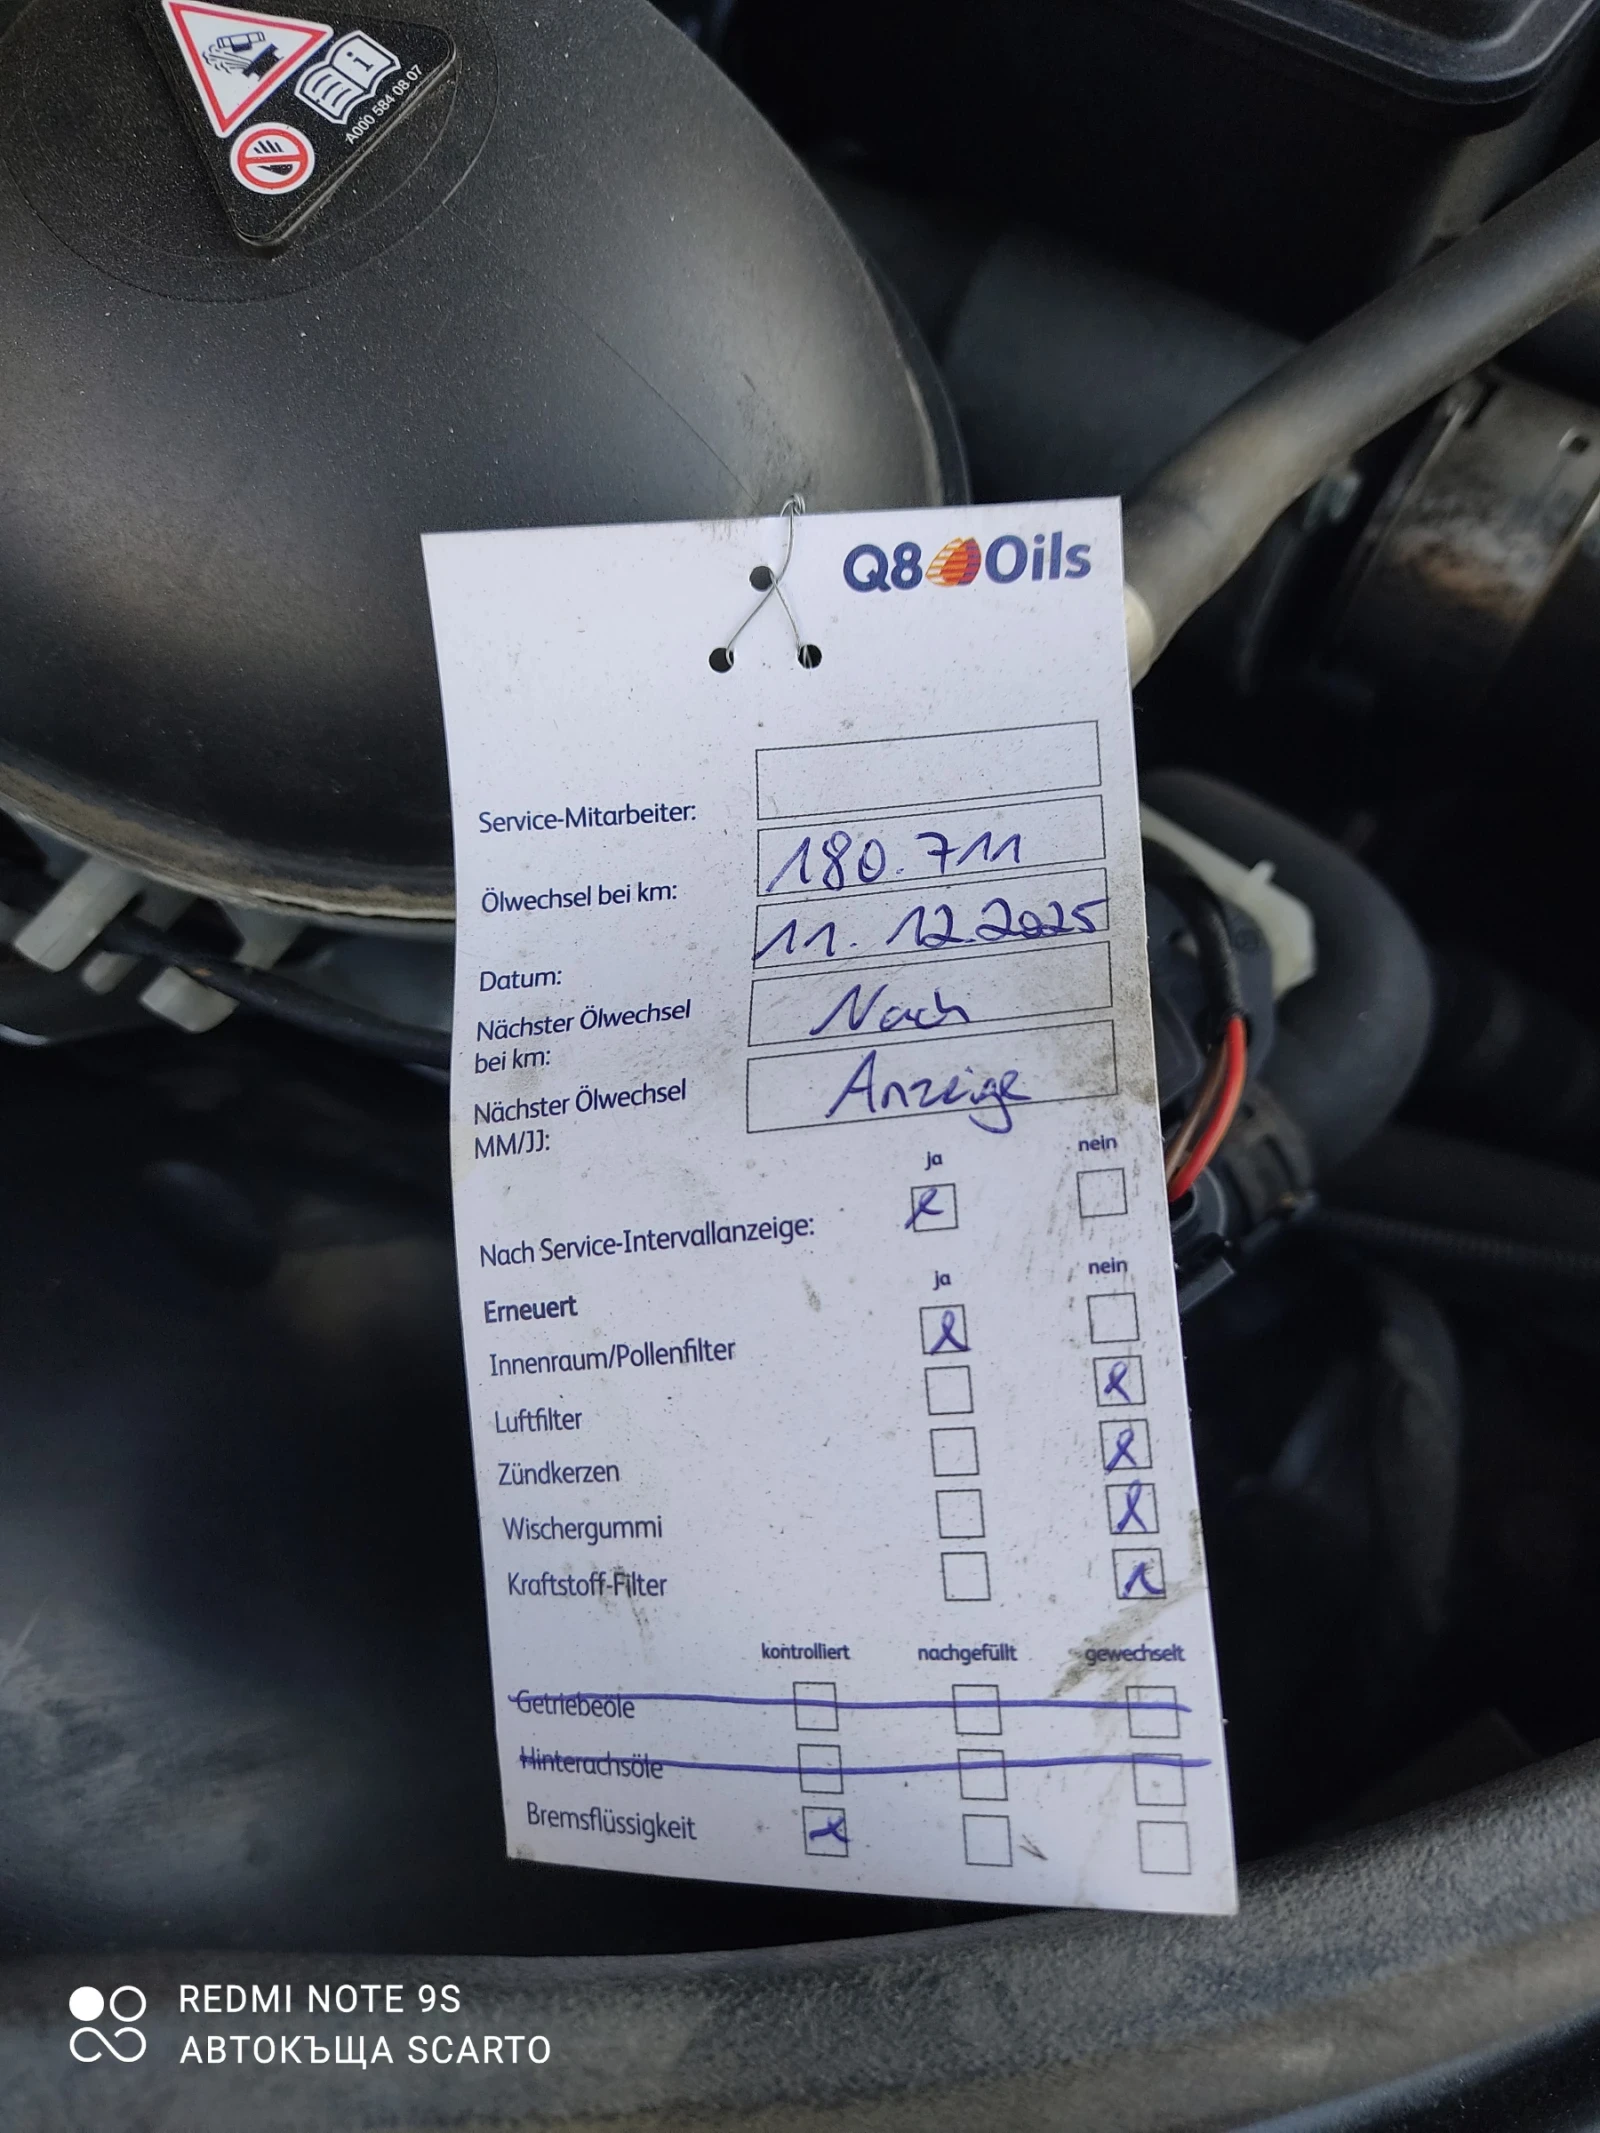 A000 584 08 07
Q8 Oils
Service-Mitarbeiter:
Ölwechsel bei km: 180.711
Datum: 11.12.2025
Nächster Ölwechsel
bei km: Nach
Nächster Ölwechsel
MM/JJ: Anzeige
ja nein
Nach Service-Intervallanzeige:
Erneuert ja nein
Innenraum/Pollenfilter
Luftfilter
Zündkerzen
Wischergummi
Kraftstoff-Filter
kontrolliert nachgefüllt gewechselt
Getriebeöle
Hinterachsöle
Bremsflüssigkeit
REDMI NOTE 9S
АВТОКЪЩА SCARTO